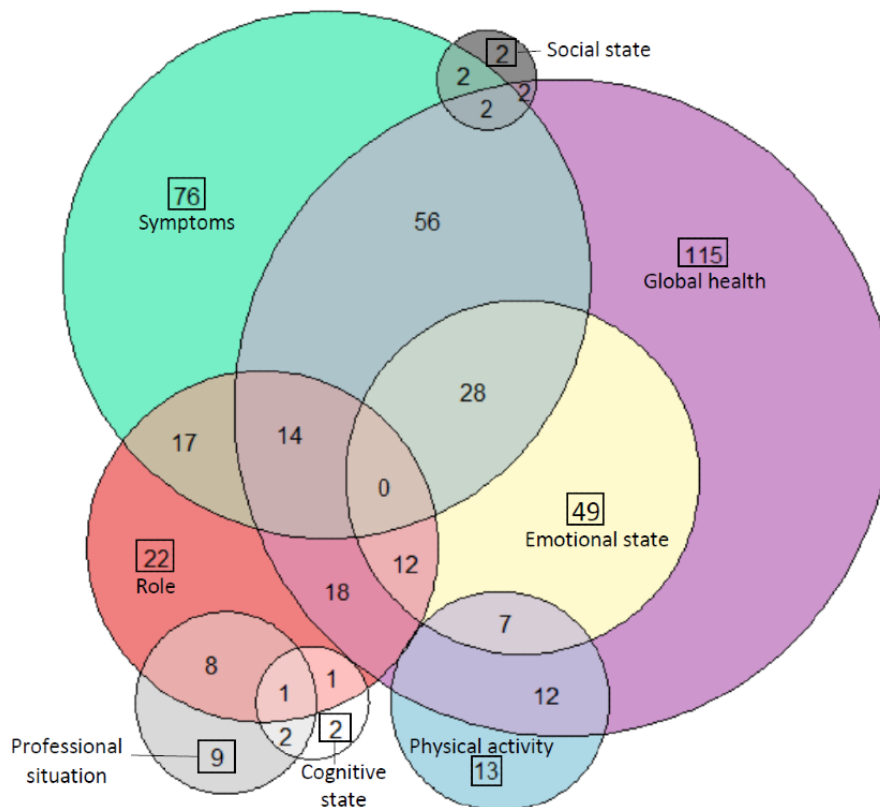 2
Social state
2
2
2
76
Symptoms
56
115
Global health
28
17
14
0
49
Emotional state
22
Role
12
18
7
8
1
1
12
2
2
Professional
situation
9
Cognitive
state
Physical activity
13